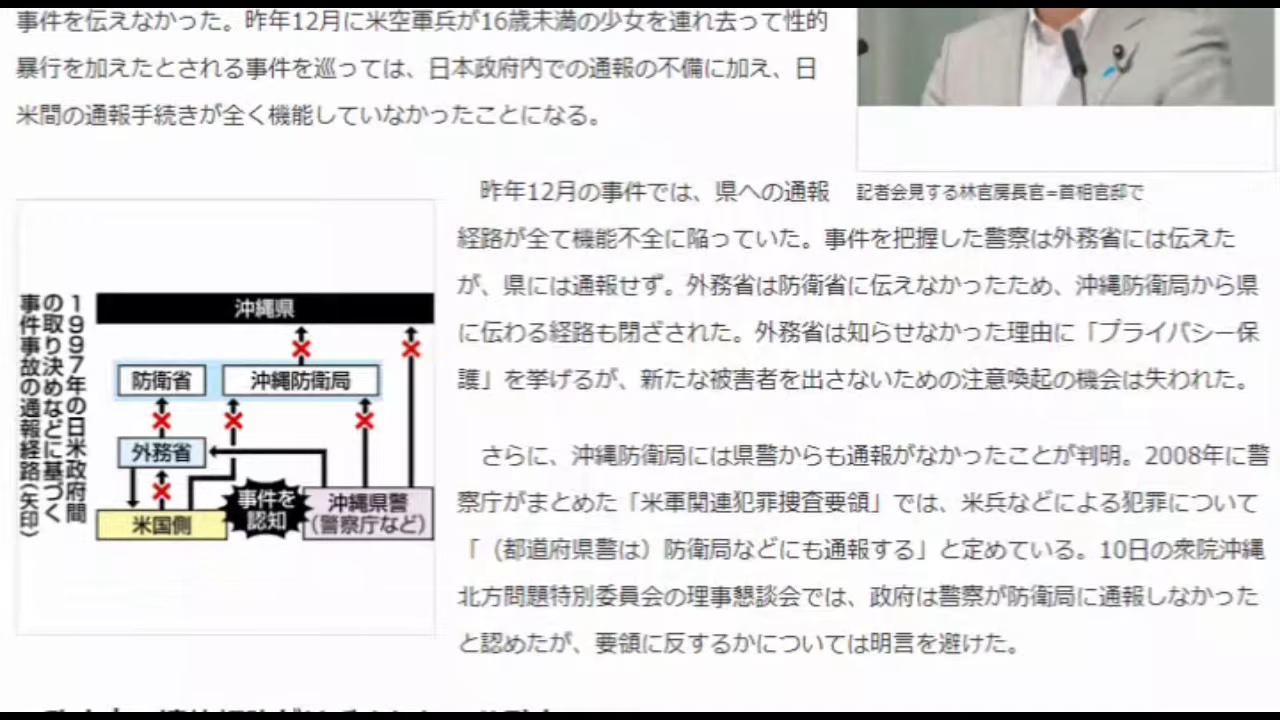 事件を伝えなかった。昨年12月に米空軍兵が16歳未満の少女を連れ去って性的
暴行を加えたとされる事件を巡っては、日本政府内での通報の不備に加え、日
米間の通報手続きが全く機能していなかったことになる。
記者会見する林官房長官=首相官邸で
昨年12月の事件では、県への通報
経路が全て機能不全に陥っていた。事件を把握した警察は外務省には伝えた
が、県には通報せず。外務省は防衛省に伝えなかったため、沖縄防衛局から県
に伝わる経路も閉ざされた。外務省は知らせなかった理由に「プライバシー保
護」を挙げるが、新たな被害者を出さないための注意喚起の機会は失われた。
さらに、沖縄防衛局には県警からも通報がなかったことが判明。2008年に警
察庁がまとめた「米軍関連犯罪捜査要領」では、米兵などによる犯罪について
「（都道府県警は）防衛局などにも通報する」と定めている。10日の衆院沖縄
北方問題特別委員会の理事懇談会では、政府は警察が防衛局に通報しなかった
と認めたが、要領に反するかについては明言を避けた。
1997年の日米政府間
の取り決めなどに基づく
事件事故の通報経路（矢印）
沖縄県
防衛省
沖縄防衛局
外務省
米国側
事件を
認知
沖縄県警
（警察庁など）